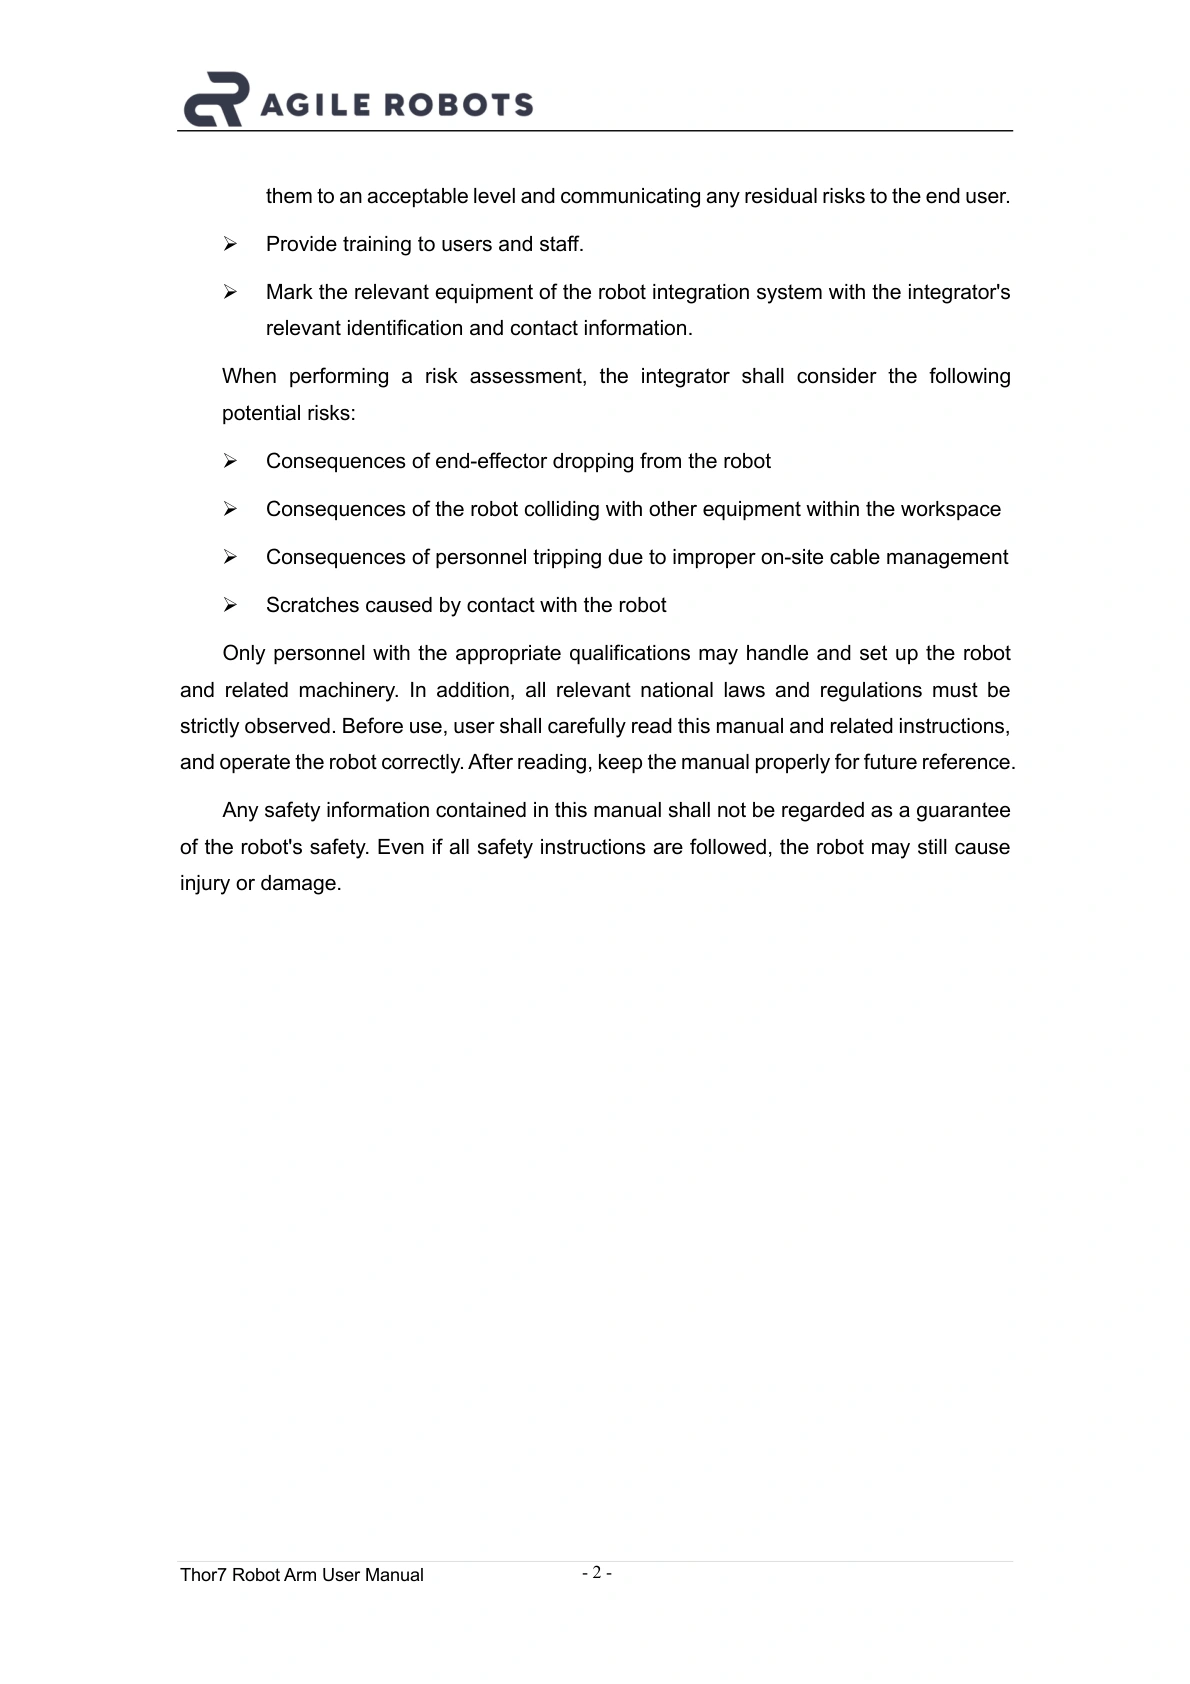 AGILE ROBOTS
them to an acceptable level and communicating any residual risks to the end user.
➢ Provide training to users and staff.
➢ Mark the relevant equipment of the robot integration system with the integrator's
relevant identification and contact information.
When performing a risk assessment, the integrator shall consider the following
potential risks:
➢ Consequences of end-effector dropping from the robot
➢ Consequences of the robot colliding with other equipment within the workspace
➢ Consequences of personnel tripping due to improper on-site cable management
➢ Scratches caused by contact with the robot
Only personnel with the appropriate qualifications may handle and set up the robot
and related machinery. In addition, all relevant national laws and regulations must be
strictly observed. Before use, user shall carefully read this manual and related instructions,
and operate the robot correctly. After reading, keep the manual properly for future reference.
Any safety information contained in this manual shall not be regarded as a guarantee
of the robot's safety. Even if all safety instructions are followed, the robot may still cause
injury or damage.
Thor7 Robot Arm User Manual - 2 -